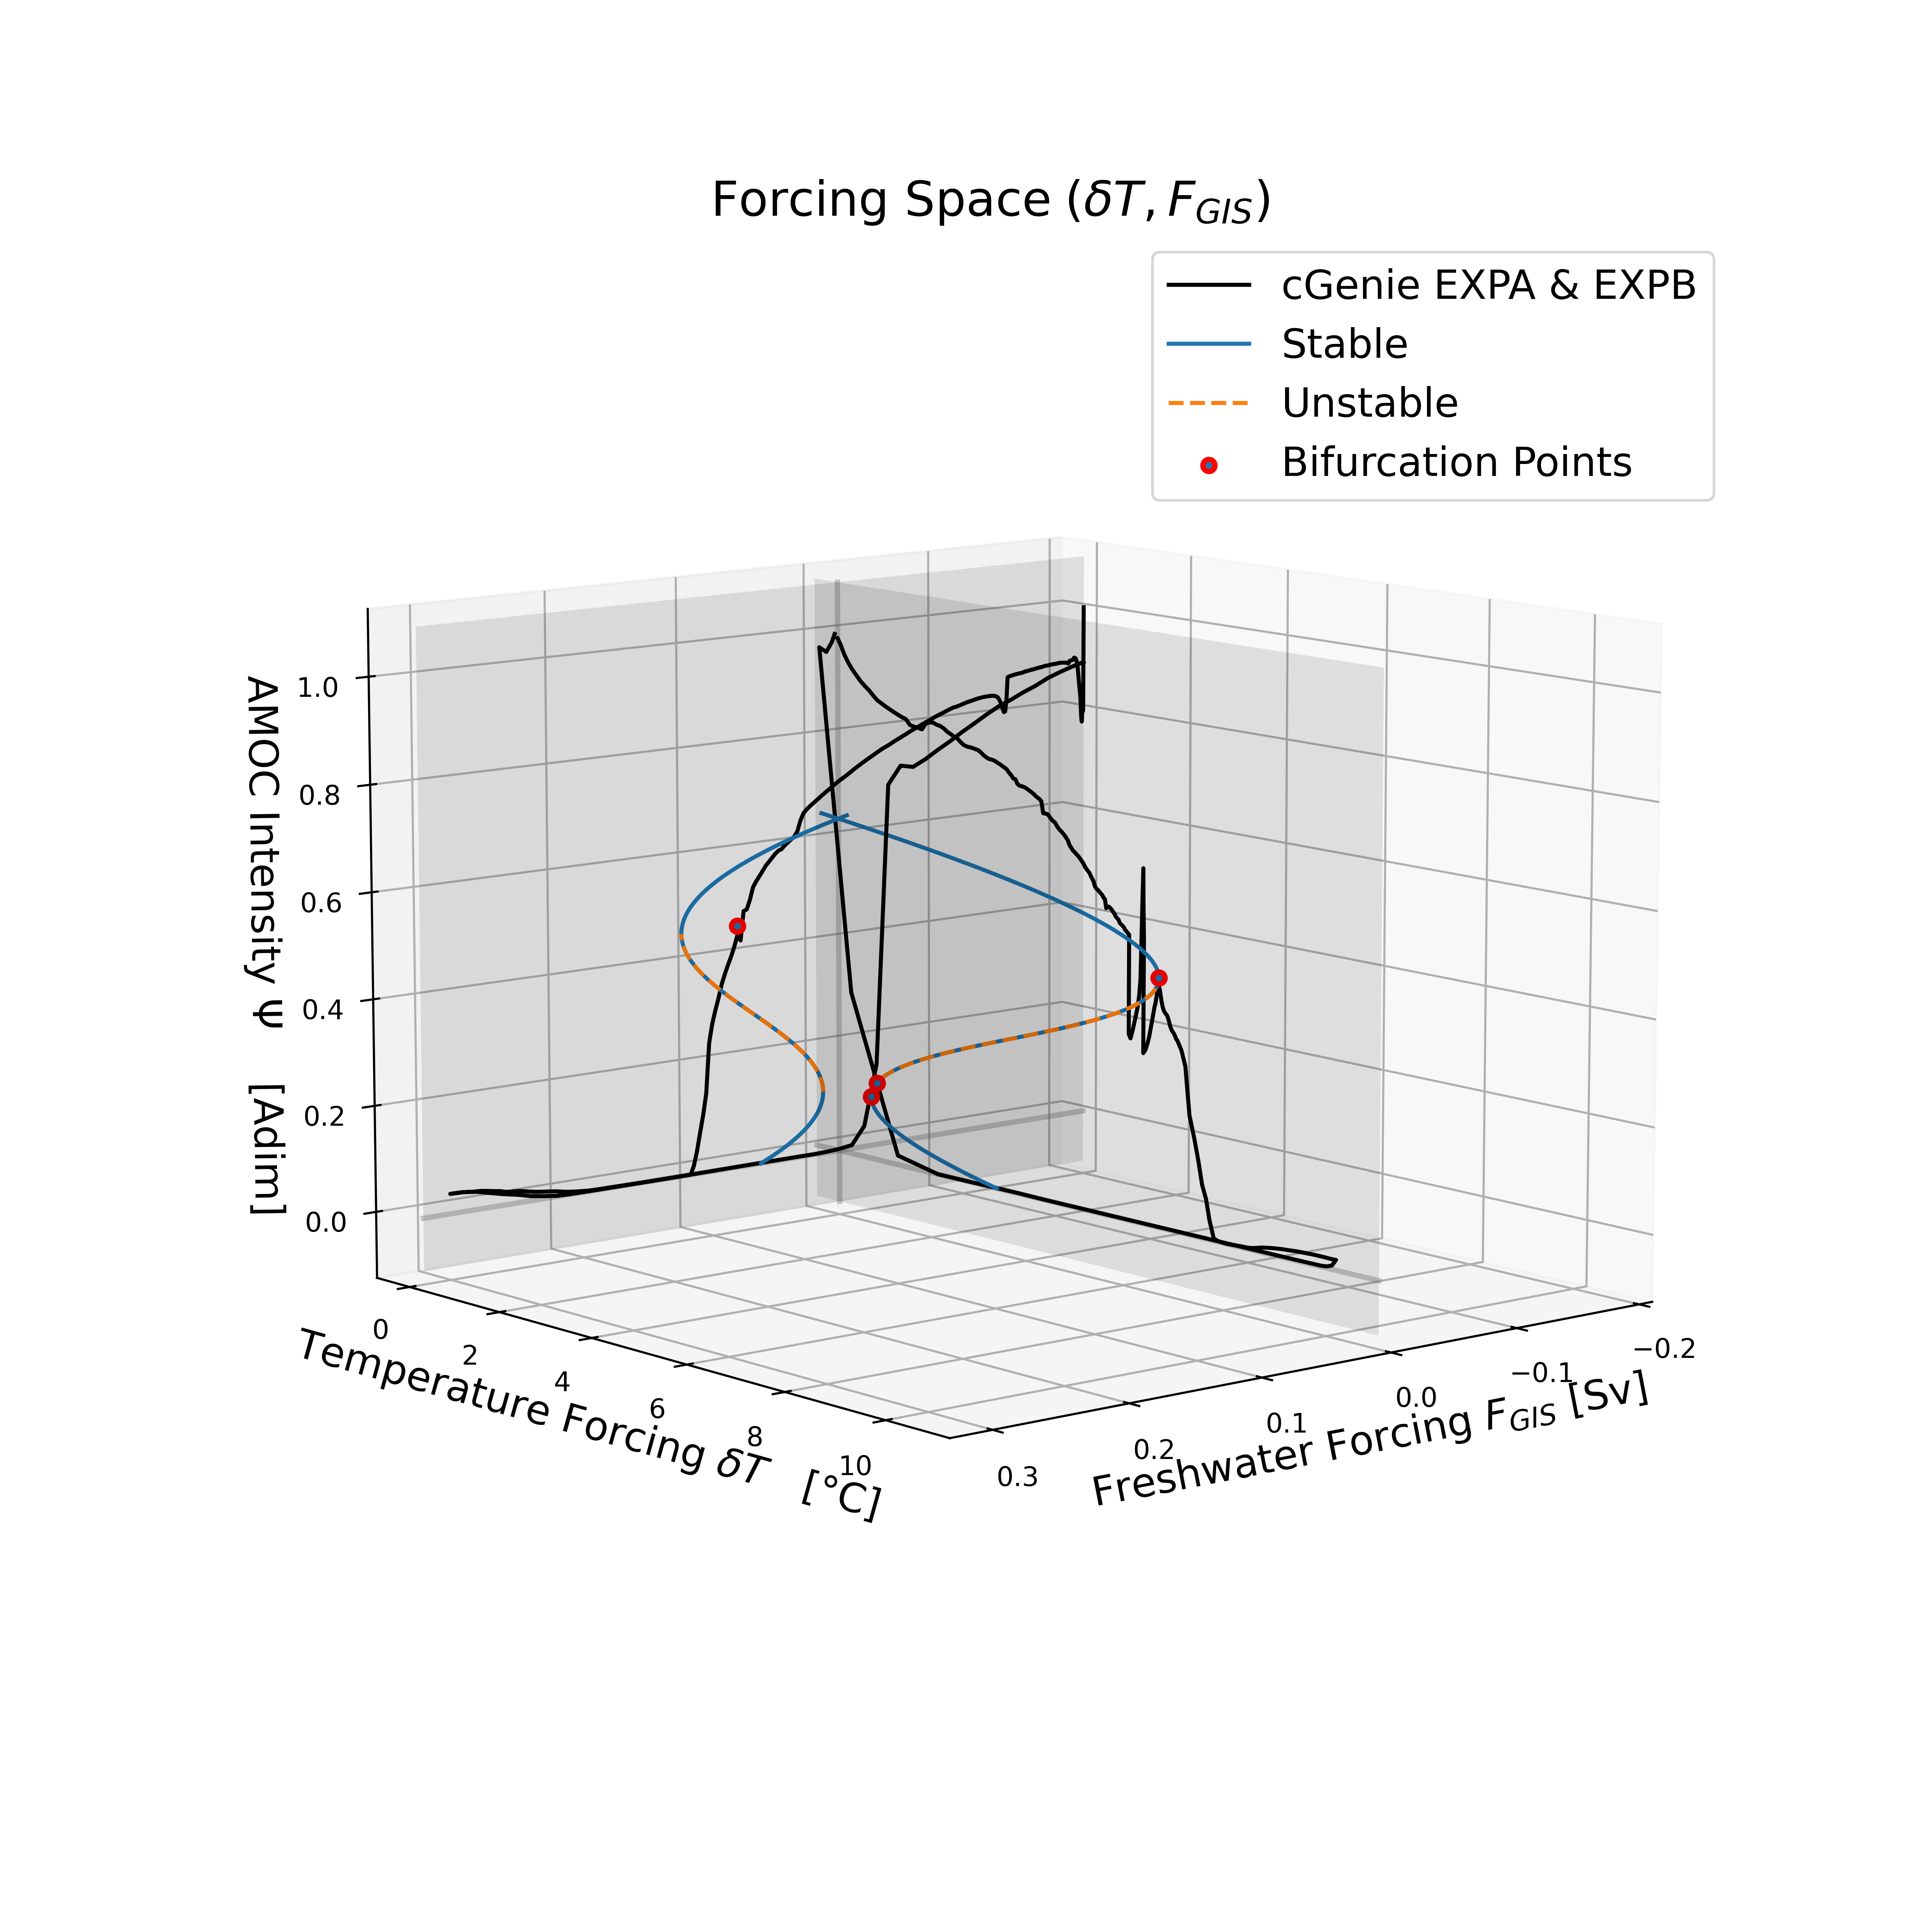 Forcing Space (δT, F_GIS)
cGenie EXPA & EXPB
Stable
Unstable
Bifurcation Points
AMOC Intensity Ψ [Adim]
1.0
0.8
0.6
0.4
0.2
0.0
0
2
4
6
8
10
Temperature Forcing δT [°C]
0.3
0.2
0.1
0.0
−0.1
−0.2
Freshwater Forcing F_GIS [Sv]